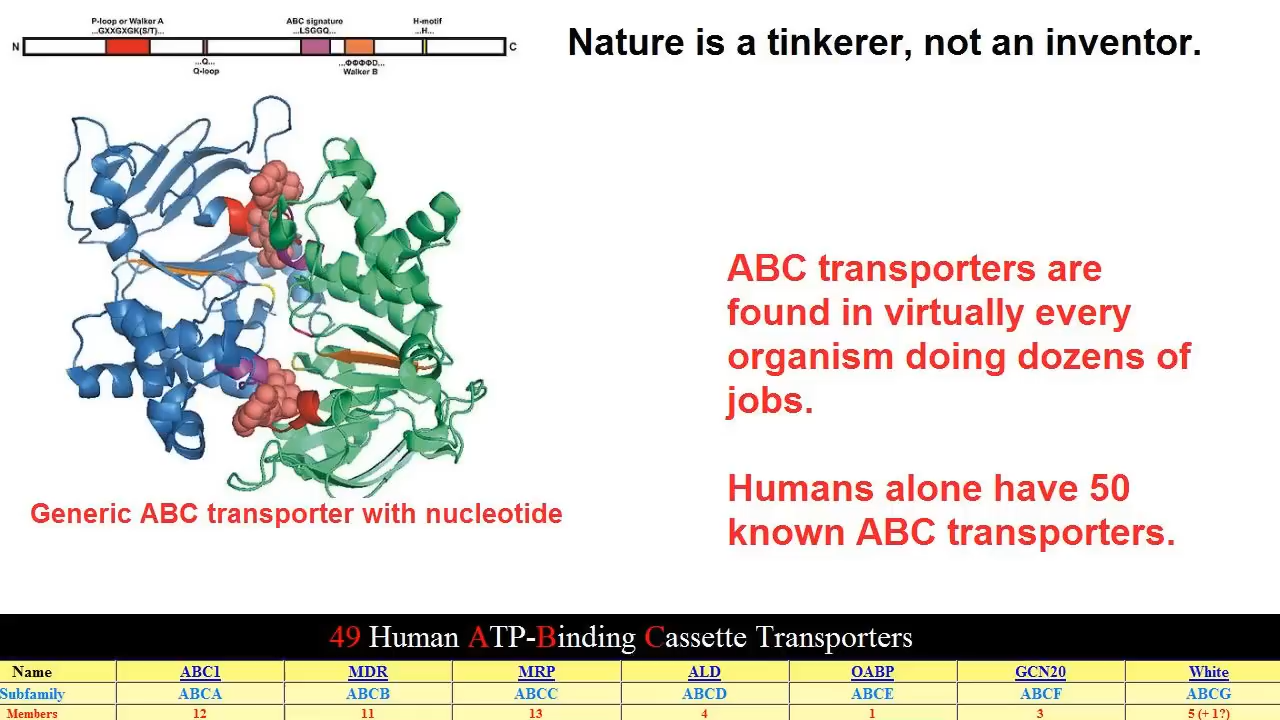 P-loop or Walker A
...GXXGXGK(S/T)...
ABC signature
...LSGGQ...
H-motif
...H...
N
C
...Q...
Q-loop
...ΦΦΦΦD...
Walker B
Nature is a tinkerer, not an inventor.
ABC transporters are
found in virtually every
organism doing dozens of
jobs.
Humans alone have 50
known ABC transporters.
Generic ABC transporter with nucleotide
49 Human ATP-Binding Cassette Transporters
Name ABC1 MDR MRP ALD OABP GCN20 White
Subfamily ABCA ABCB ABCC ABCD ABCE ABCF ABCG
Members 12 11 13 4 1 3 5 (+ 1?)